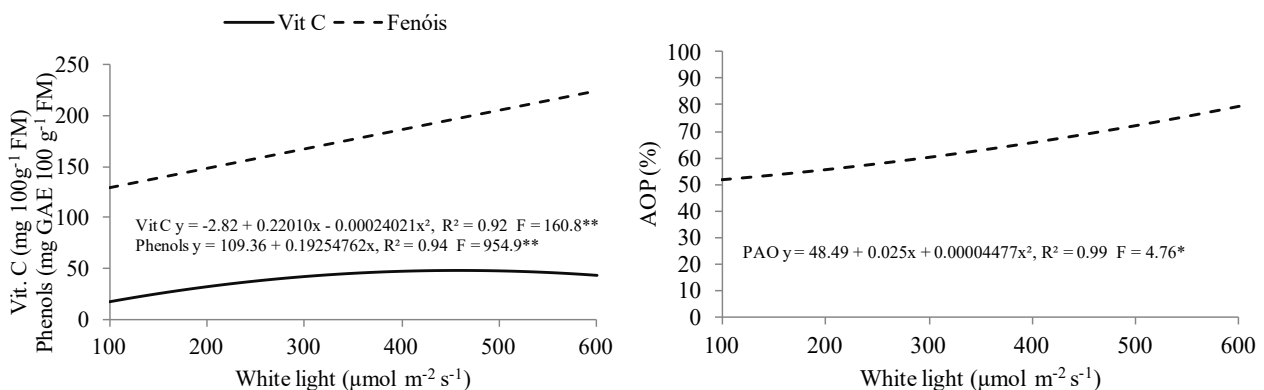 Vit C
Fenóis
Vit. C (mg 100g⁻¹ FM)
Phenols (mg GAE 100 g⁻¹ FM)
250
200
150
100
50
0
Vit C y = -2.82 + 0.22010x - 0.00024021x², R² = 0.92 F = 160.8**
Phenols y = 109.36 + 0.19254762x, R² = 0.94 F = 954.9**
100 200 300 400 500 600
White light (µmol m⁻² s⁻¹)
AOP (%)
100
90
80
70
60
50
40
30
20
10
0
PAO y = 48.49 + 0.025x + 0.00004477x², R² = 0.99 F = 4.76*
100 200 300 400 500 600
White light (µmol m⁻² s⁻¹)